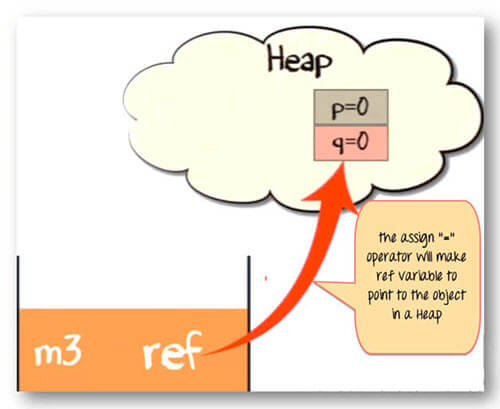 Heap
p=0
q=0
the assign "="
operator will make
ref variable to
point to the object
in a Heap
m3 ref